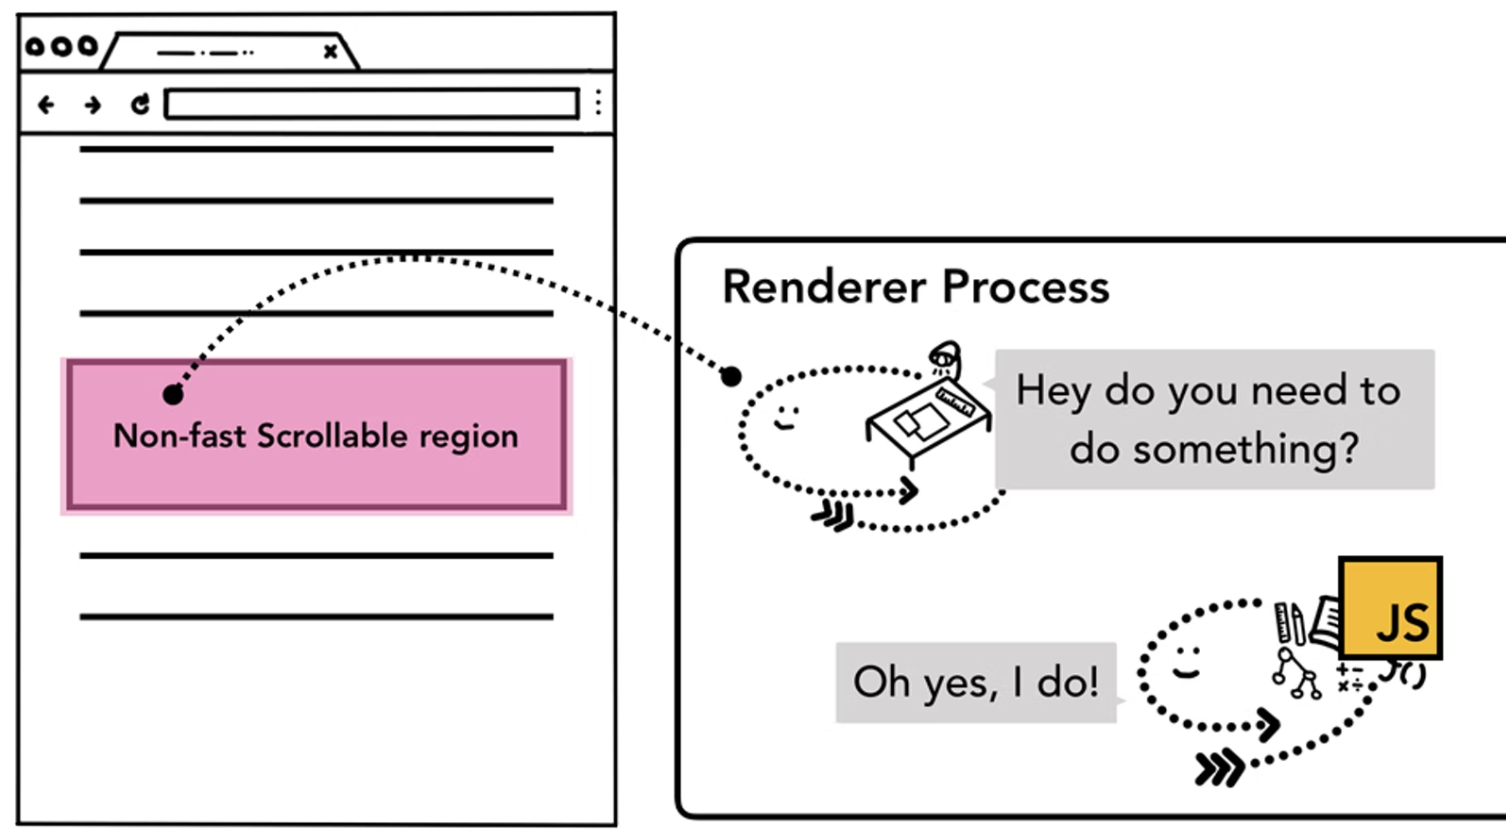 Non-fast Scrollable region
Renderer Process
Hey do you need to
do something?
Oh yes, I do!
JS